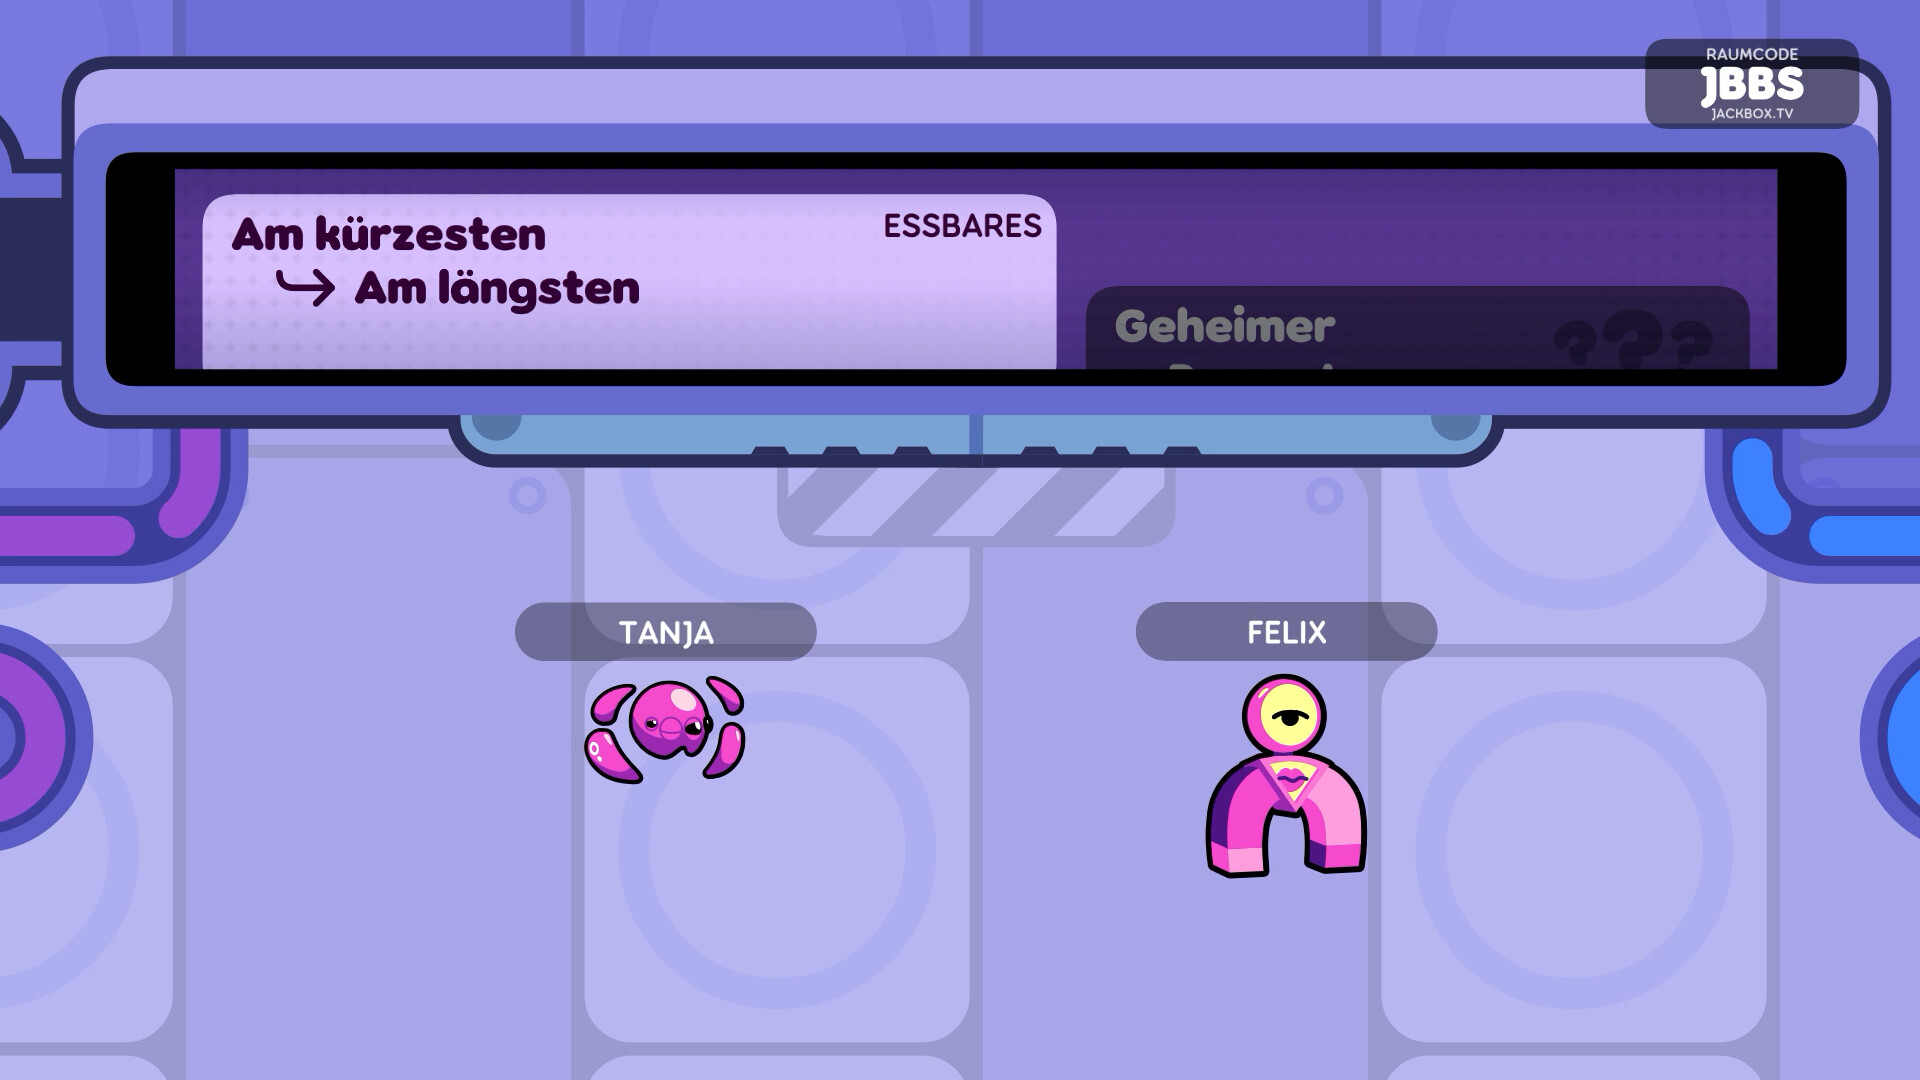 RAUMCODE
JBBS
JACKBOX.TV
Am kürzesten
Am längsten
ESSBARES
Geheimer
???
TANJA
FELIX